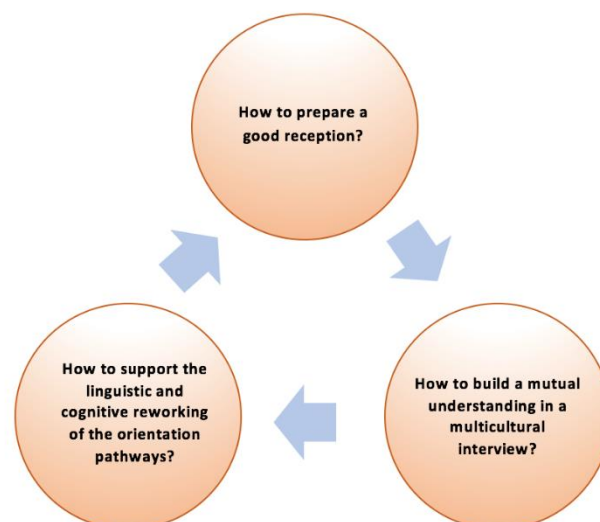 How to prepare a
good reception?
How to build a mutual
understanding in a
multicultural
interview?
How to support the
linguistic and
cognitive reworking
of the orientation
pathways?